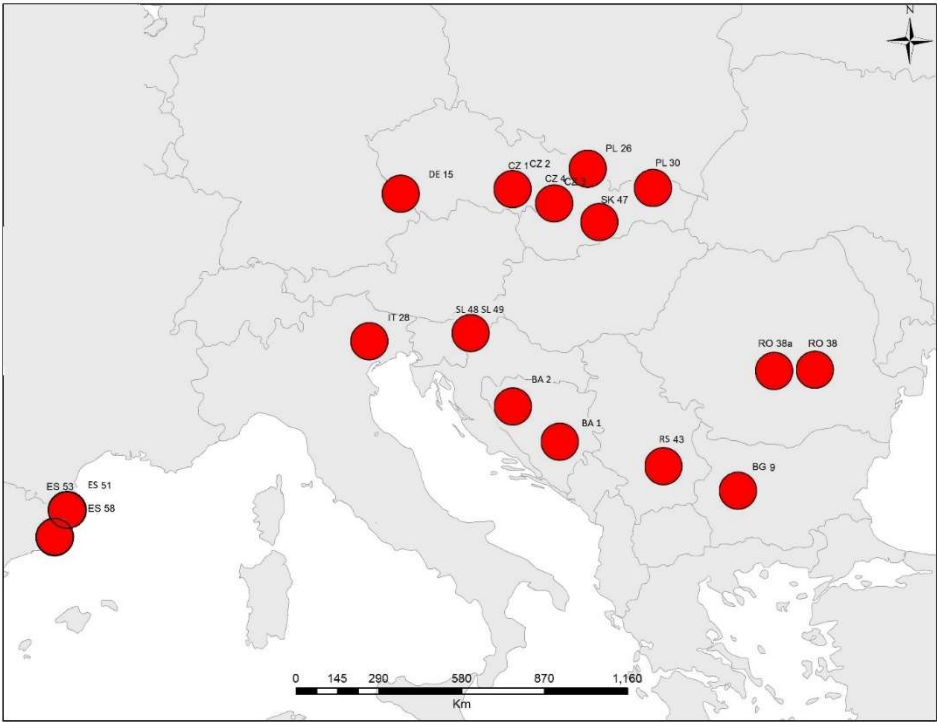 N
PL 26
CZ 1 CZ 2
PL 30
DE 15
CZ 4 CZ 3
SK 47
SL 48 SL 49
IT 28
RO 38a RO 38
BA 2
BA 1
RS 43
BG 9
ES 53 ES 51
ES 58
0 145 290 580 870 1,160
Km